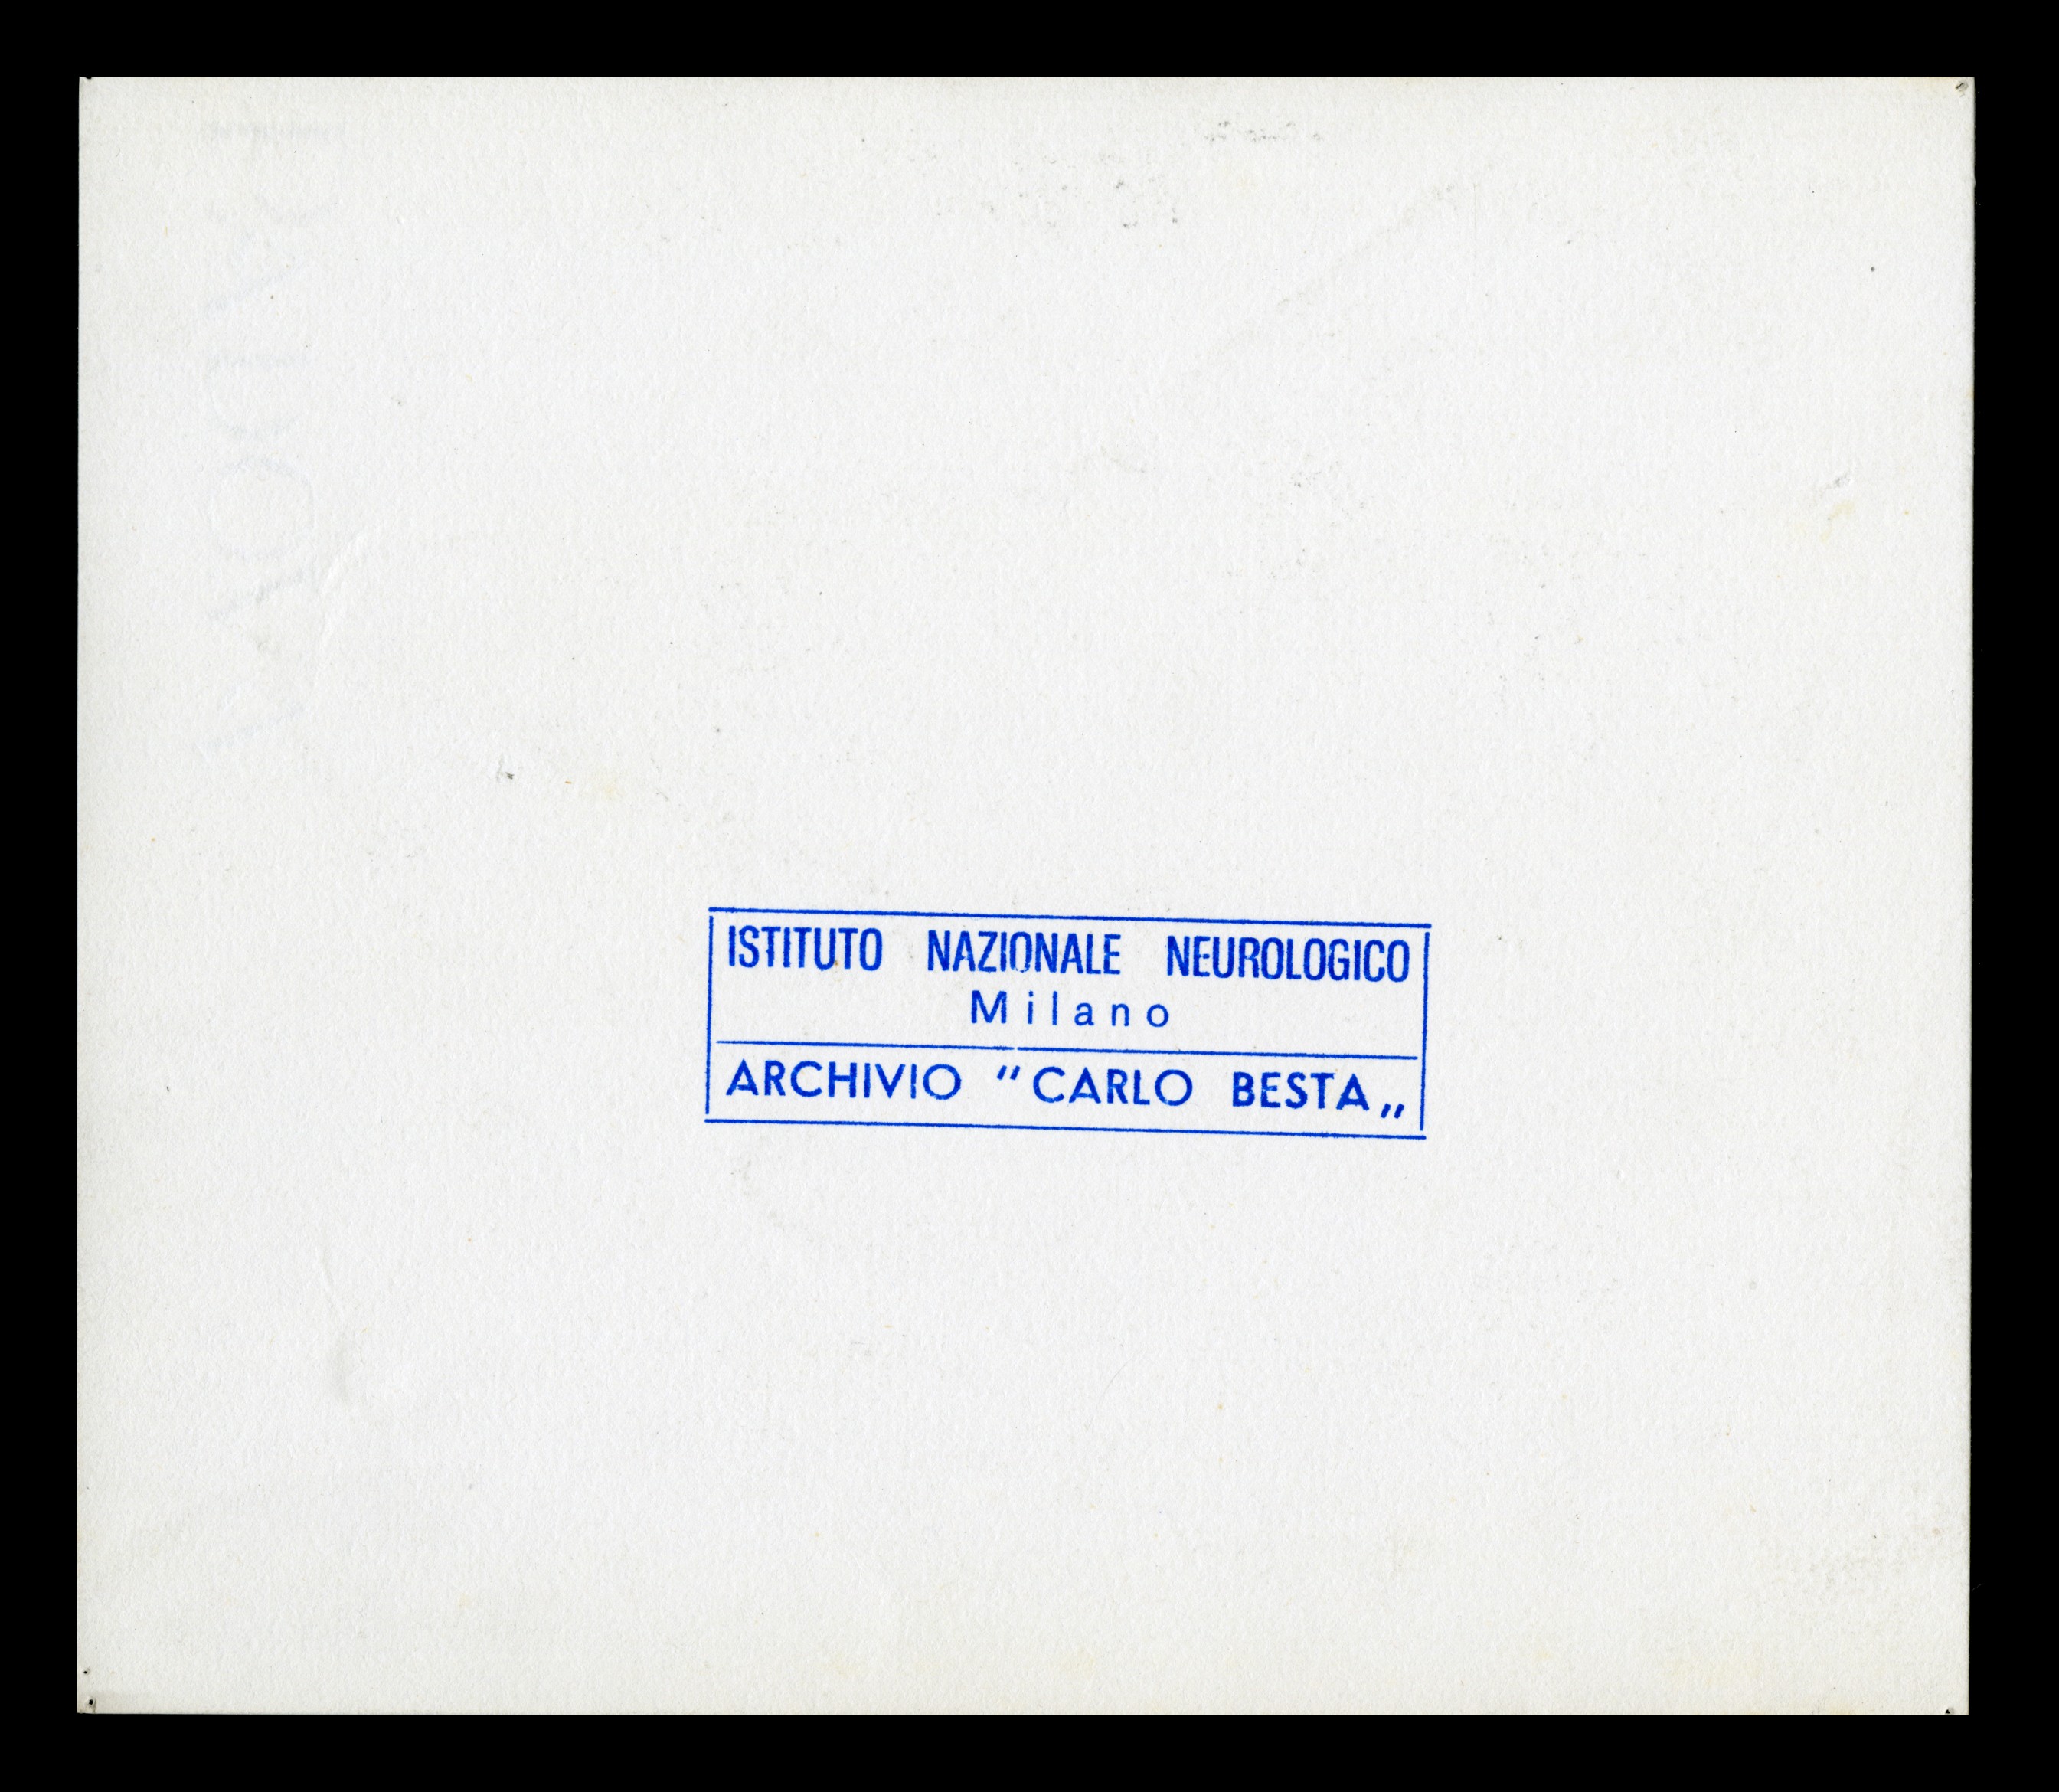 ISTITUTO NAZIONALE NEUROLOGICO
Milano
ARCHIVIO "CARLO BESTA„